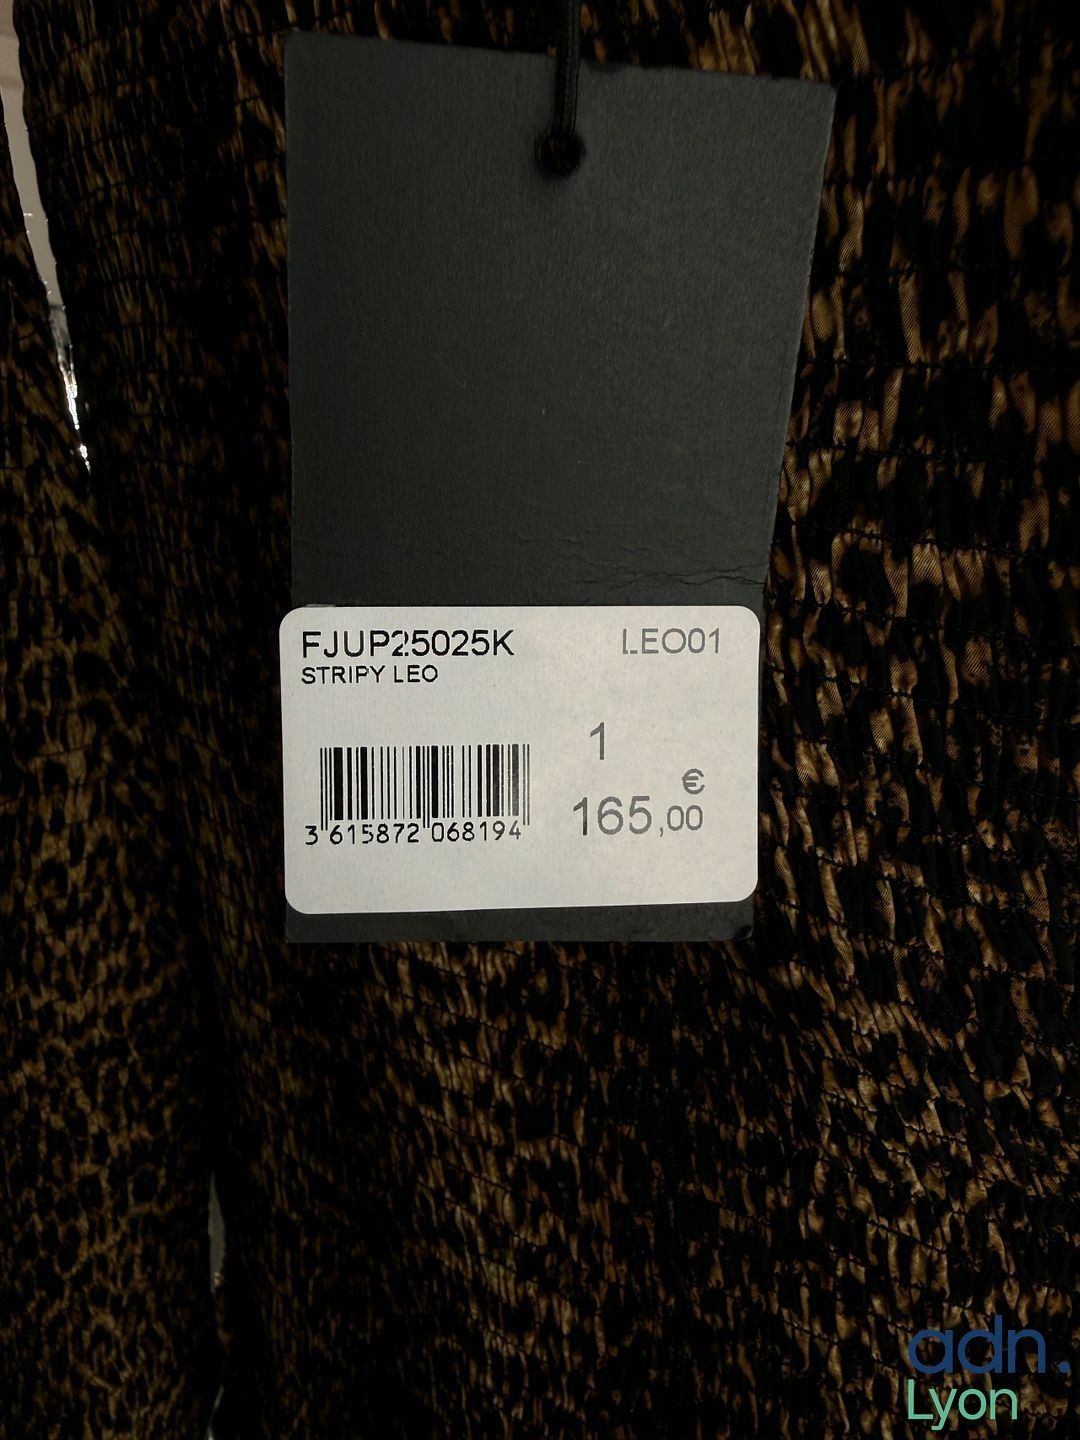 FJUP25025K LEO01
STRIPY LEO
1
€
165,00
3 615872 068194
adn.
Lyon